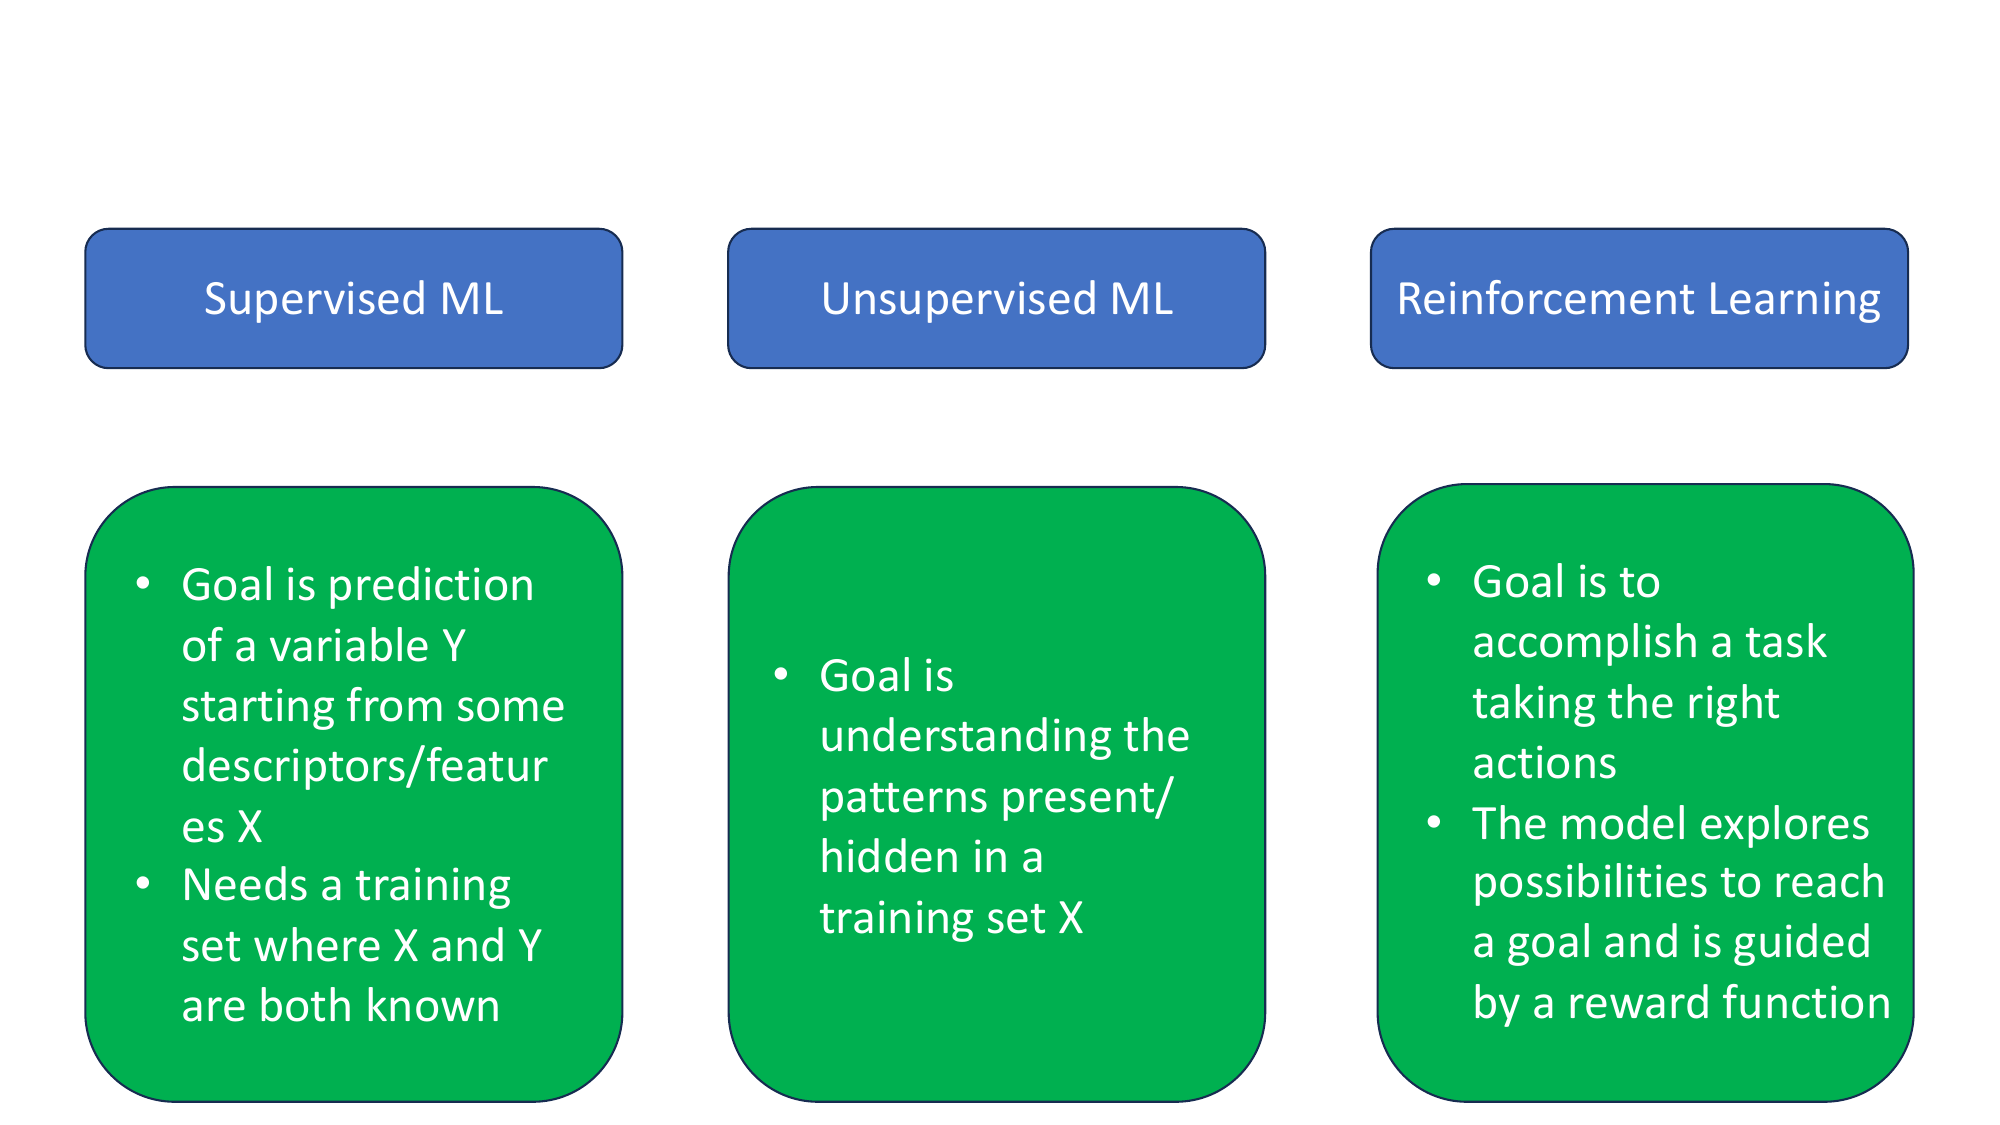 Supervised ML
Unsupervised ML
Reinforcement Learning
• Goal is prediction
of a variable Y
starting from some
descriptors/featur
es X
• Needs a training
set where X and Y
are both known
• Goal is
understanding the
patterns present/
hidden in a
training set X
• Goal is to
accomplish a task
taking the right
actions
• The model explores
possibilities to reach
a goal and is guided
by a reward function